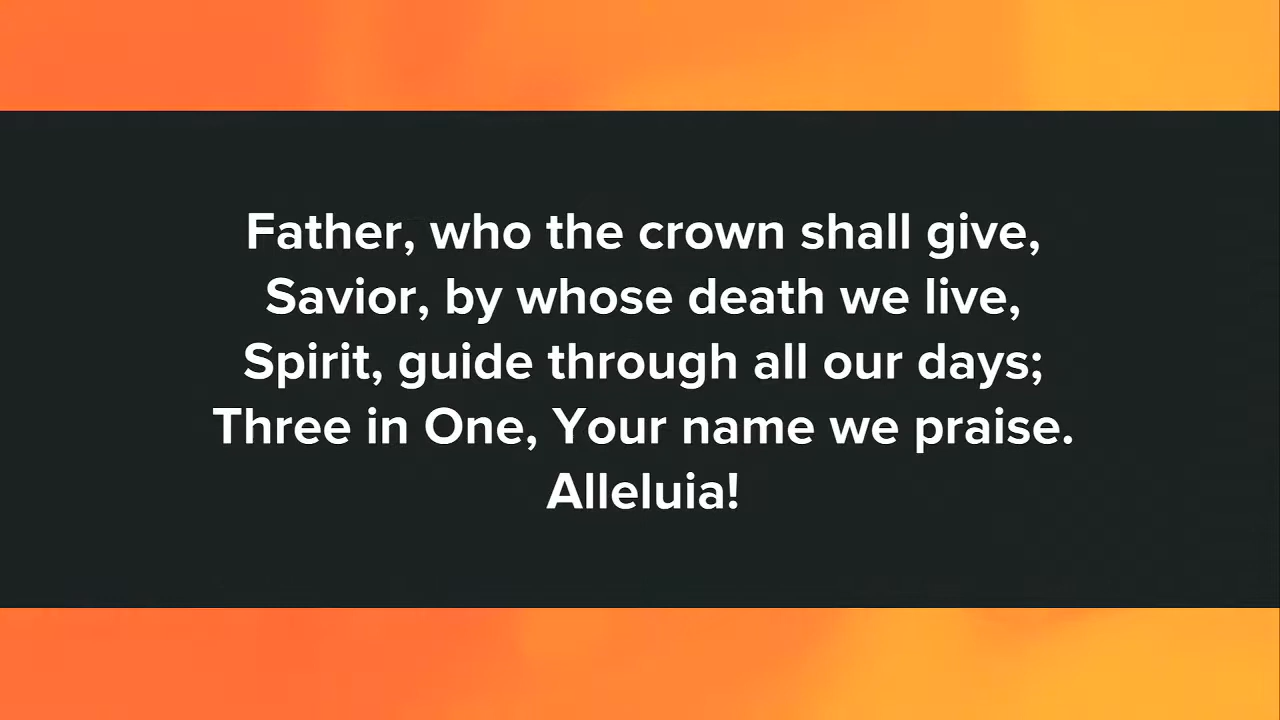 Father, who the crown shall give,
Savior, by whose death we live,
Spirit, guide through all our days;
Three in One, Your name we praise.
Alleluia!